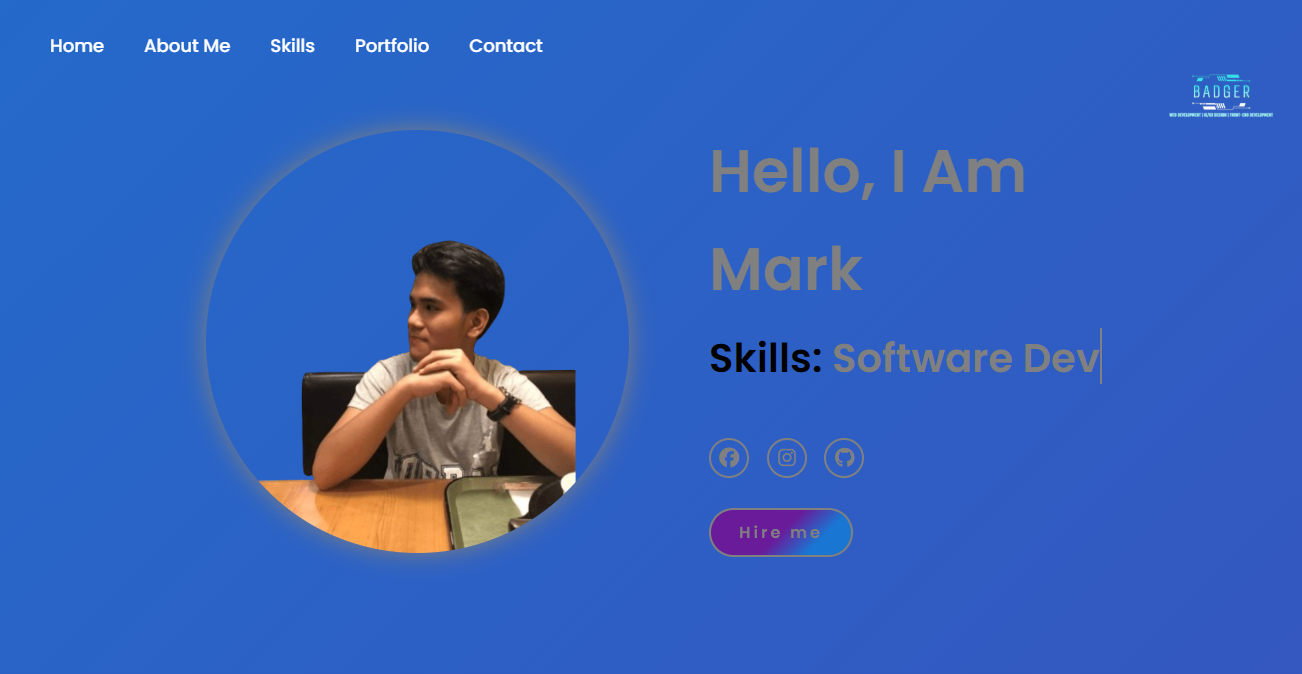 Home About Me Skills Portfolio Contact
BADGER
WEB DEVELOPMENT | UI/UX DESIGN | FRONT-END DEVELOPMENT
Hello, I Am
Mark
Skills: Software Dev
Hire me